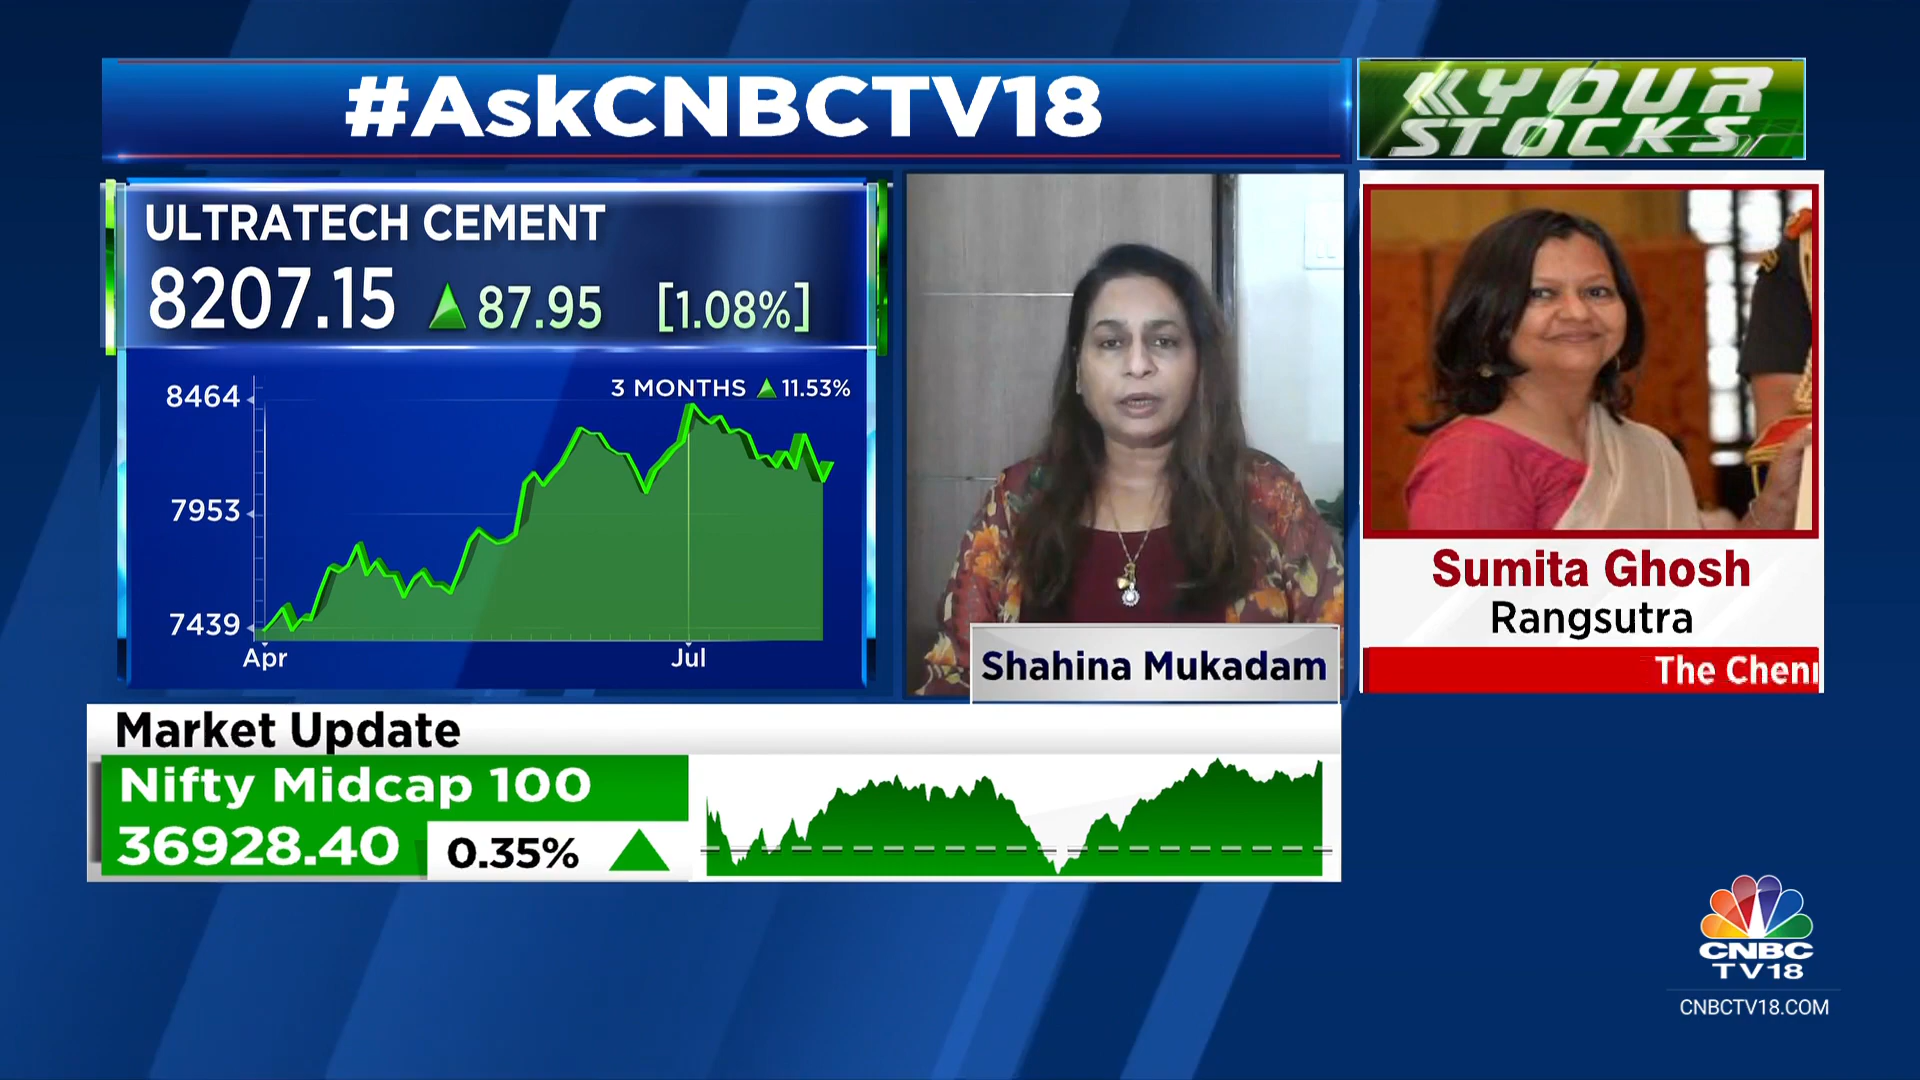 #AskCNBCTV18
YOUR
STOCKS
ULTRATECH CEMENT
8207.15 87.95 [1.08%]
3 MONTHS 11.53%
8464
7953
7439
Apr Jul
Shahina Mukadam
Sumita Ghosh
Rangsutra
The Chen
Market Update
Nifty Midcap 100
36928.40 0.35%
CNBC
TV18
CNBCTV18.COM